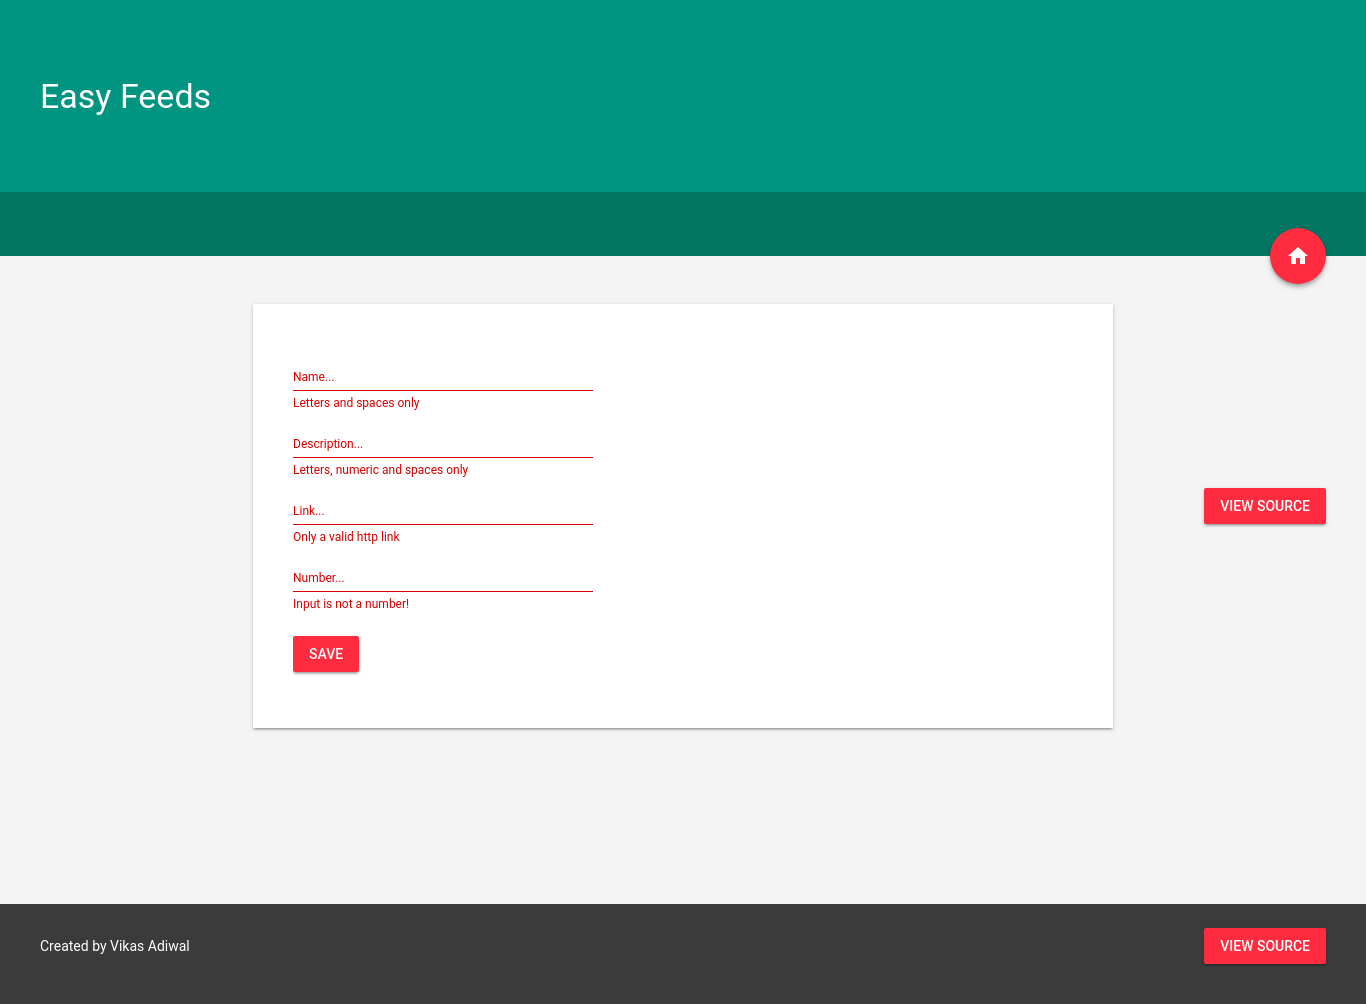 Easy Feeds
Name...
Letters and spaces only
Description...
Letters, numeric and spaces only
Link...
Only a valid http link
Number...
Input is not a number!
SAVE
VIEW SOURCE
Created by Vikas Adiwal
VIEW SOURCE